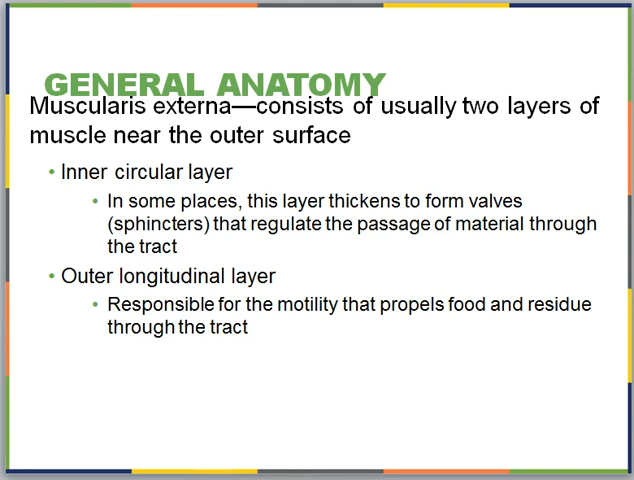 GENERAL ANATOMY
Muscularis externa—consists of usually two layers of
muscle near the outer surface
• Inner circular layer
• In some places, this layer thickens to form valves
(sphincters) that regulate the passage of material through
the tract
• Outer longitudinal layer
• Responsible for the motility that propels food and residue
through the tract